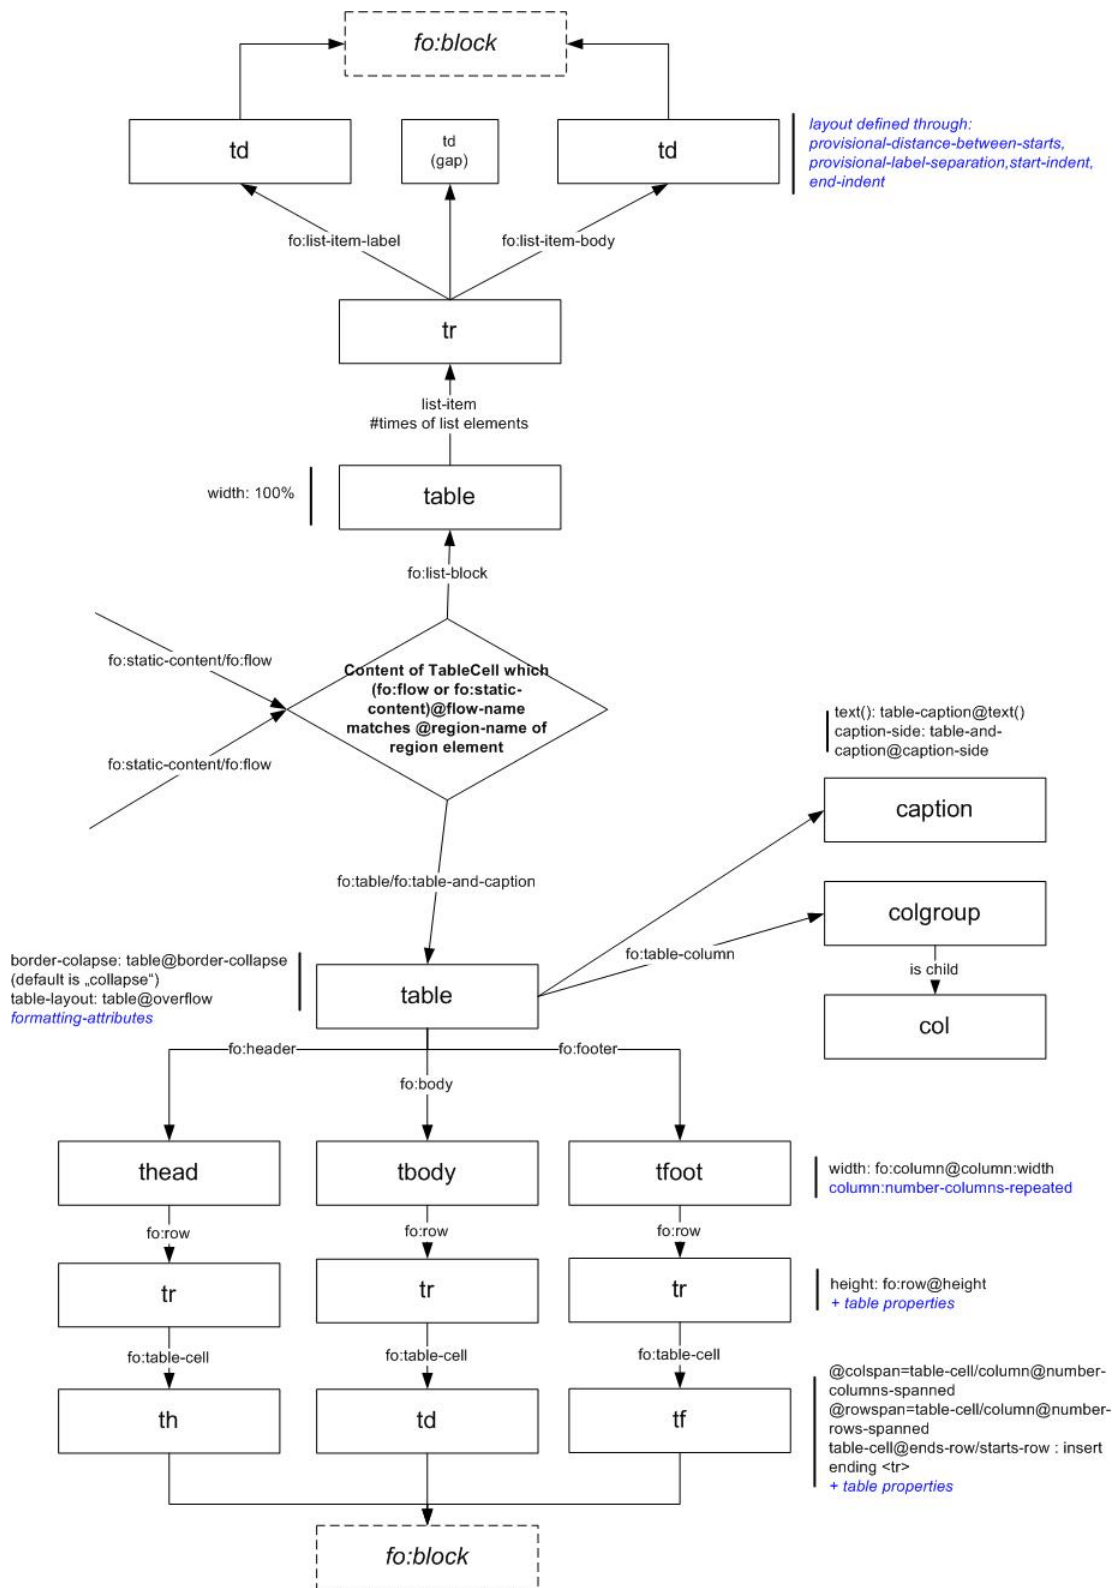 fo:block
td
td
(gap)
td
layout defined through:
provisional-distance-between-starts,
provisional-label-separation,start-indent,
end-indent
fo:list-item-label
fo:list-item-body
tr
list-item
#times of list elements
width: 100%
table
fo:list-block
fo:static-content/fo:flow
Content of TableCell which
(fo:flow or fo:static-
content)@flow-name
matches @region-name of
region element
fo:static-content/fo:flow
text(): table-caption@text()
caption-side: table-and-
caption@caption-side
caption
fo:table/fo:table-and-caption
colgroup
fo:table-column
is child
col
border-colapse: table@border-collapse
(default is „collapse“)
table-layout: table@overflow
formatting-attributes
table
fo:header
fo:footer
fo:body
thead
tbody
tfoot
width: fo:column@column:width
column:number-columns-repeated
fo:row
fo:row
fo:row
tr
tr
tr
height: fo:row@height
+ table properties
fo:table-cell
fo:table-cell
fo:table-cell
th
td
tf
@colspan=table-cell/column@number-
columns-spanned
@rowspan=table-cell/column@number-
rows-spanned
table-cell@ends-row/starts-row : insert
ending <tr>
+ table properties
fo:block